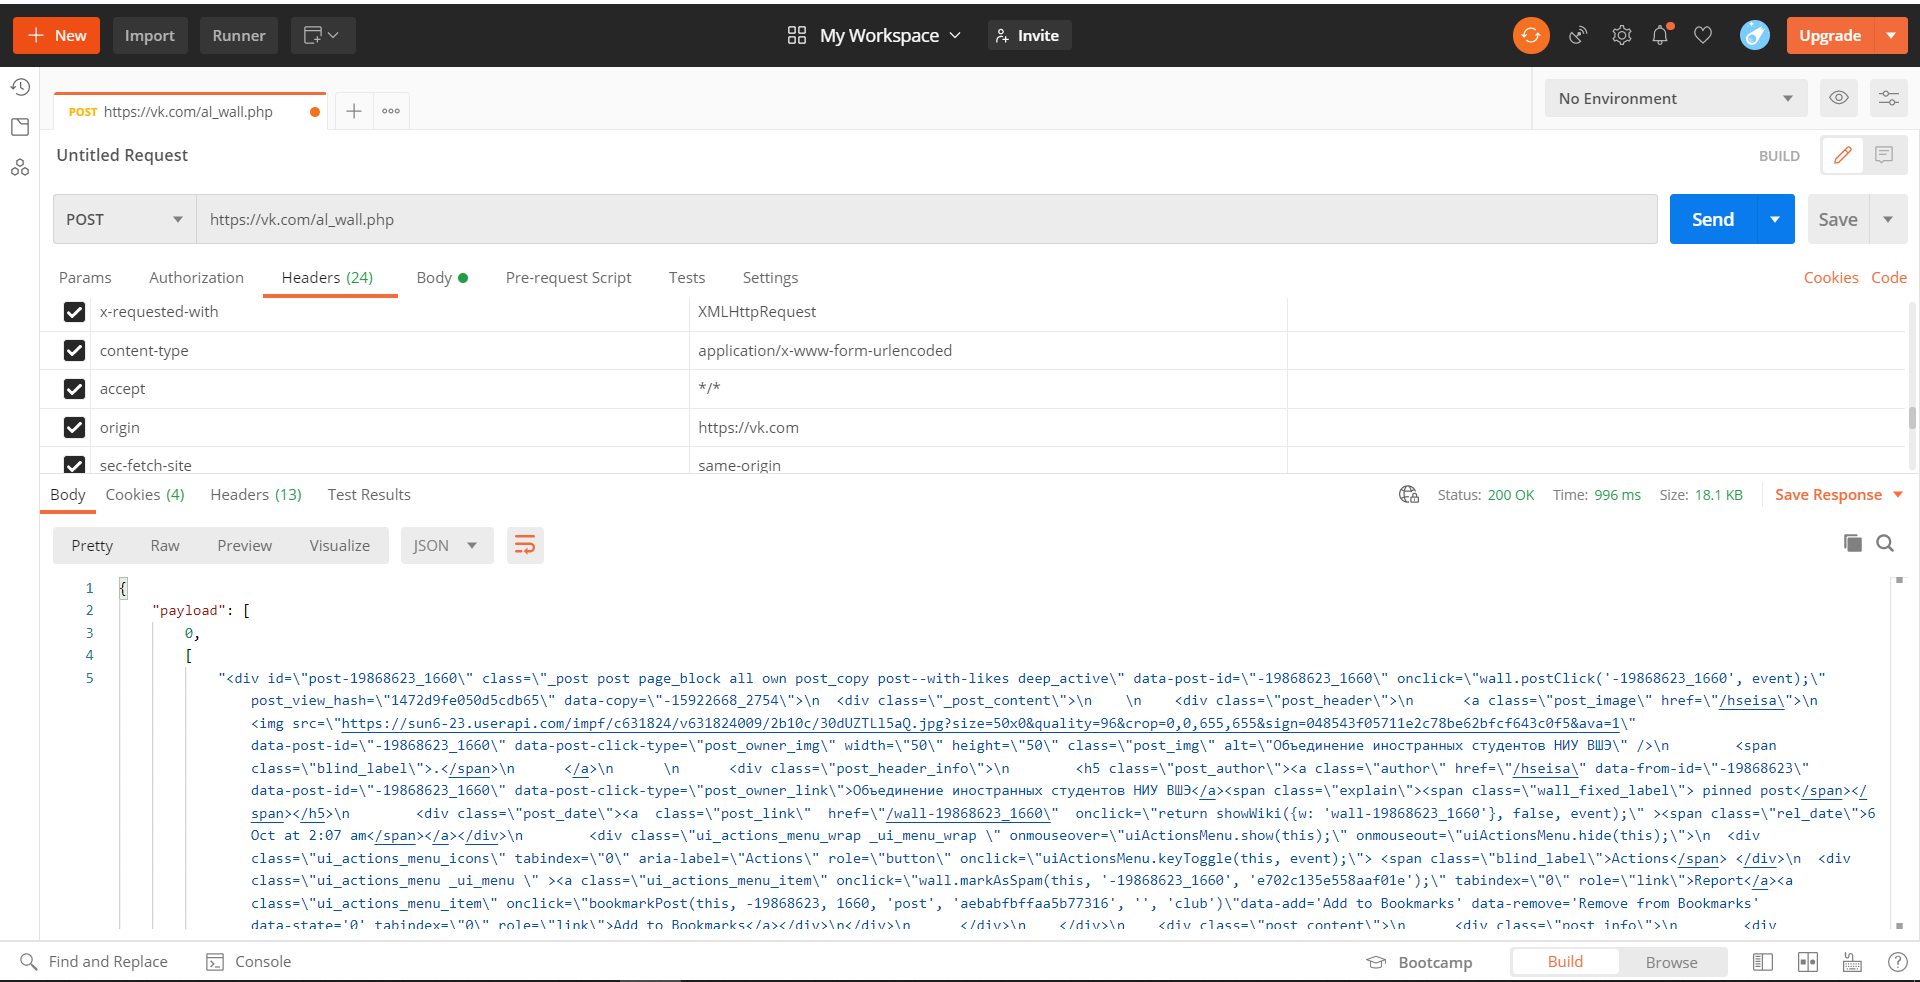 New Import Runner My Workspace Invite Upgrade
POST https://vk.com/al_wall.php No Environment
Untitled Request BUILD
POST https://vk.com/al_wall.php Send Save
Params Authorization Headers (24) Body Pre-request Script Tests Settings Cookies Code
x-requested-with XMLHttpRequest
content-type application/x-www-form-urlencoded
accept */*
origin https://vk.com
sec-fetch-site same-origin
Body Cookies (4) Headers (13) Test Results Status: 200 OK Time: 996 ms Size: 18.1 KB Save Response
Pretty Raw Preview Visualize JSON
1 {
2 "payload": [
3 0,
4 [
5 "<div id=\"post-19868623_1660\" class=\"_post post page_block all own post_copy post--with-likes deep_active\" data-post-id=\"-19868623_1660\" onclick=\"wall.postClick('-19868623_1660', event);\"
post_view_hash=\"1472d9fe050d5cdb65\" data-copy=\"-15922668_2754\">\n <div class=\"_post_content\">\n \n <div class=\"post_header\">\n <a class=\"post_image\" href=\"/hseisa\">\n
<img src=\"https://sun6-23.userapi.com/impf/c631824/v631824009/2b10c/30dUZTLl5aQ.jpg?size=50x0&quality=96&crop=0,0,655,655&sign=048543f05711e2c78be62bfcf643c0f5&ava=1\"
data-post-id=\"-19868623_1660\" data-post-click-type=\"post_owner_img\" width=\"50\" height=\"50\" class=\"post_img\" alt=\"Объединение иностранных студентов НИУ ВШЭ\" />\n <span
class=\"blind_label\">.</span>\n </a>\n \n <div class=\"post_header_info\">\n <h5 class=\"post_author\"><a class=\"author\" href=\"/hseisa\" data-from-id=\"-19868623\"
data-post-id=\"-19868623_1660\" data-post-click-type=\"post_owner_link\">Объединение иностранных студентов НИУ ВШЭ</a><span class=\"explain\"><span class=\"wall_fixed_label\"> pinned post</span></
span></h5>\n <div class=\"post_date\"><a class=\"post_link\" href=\"/wall-19868623_1660\" onclick=\"return showWiki({w: 'wall-19868623_1660'}, false, event);\" ><span class=\"rel_date\">6
Oct at 2:07 am</span></a></div>\n <div class=\"ui_actions_menu_wrap _ui_menu_wrap \" onmouseover=\"uiActionsMenu.show(this);\" onmouseout=\"uiActionsMenu.hide(this);\">\n <div
class=\"ui_actions_menu_icons\" tabindex=\"0\" aria-label=\"Actions\" role=\"button\" onclick=\"uiActionsMenu.keyToggle(this, event);\"> <span class=\"blind_label\">Actions</span> </div>\n <div
class=\"ui_actions_menu _ui_menu \" ><a class=\"ui_actions_menu_item\" onclick=\"wall.markAsSpam(this, '-19868623_1660', 'e702c135e558aaf01e');\" tabindex=\"0\" role=\"link\">Report</a><a
class=\"ui_actions_menu_item\" onclick=\"bookmarkPost(this, -19868623, 1660, 'post', 'aebabfbffaa5b77316', '', 'club')\"data-add='Add to Bookmarks' data-remove='Remove from Bookmarks'
data-state='0' tabindex=\"0\" role=\"link\">Add to Bookmarks</a></div>\n</div>\n </div>\n </div>\n <div class=\"post_content\">\n <div class=\"post_info\">\n <div
Find and Replace Console Bootcamp Build Browse